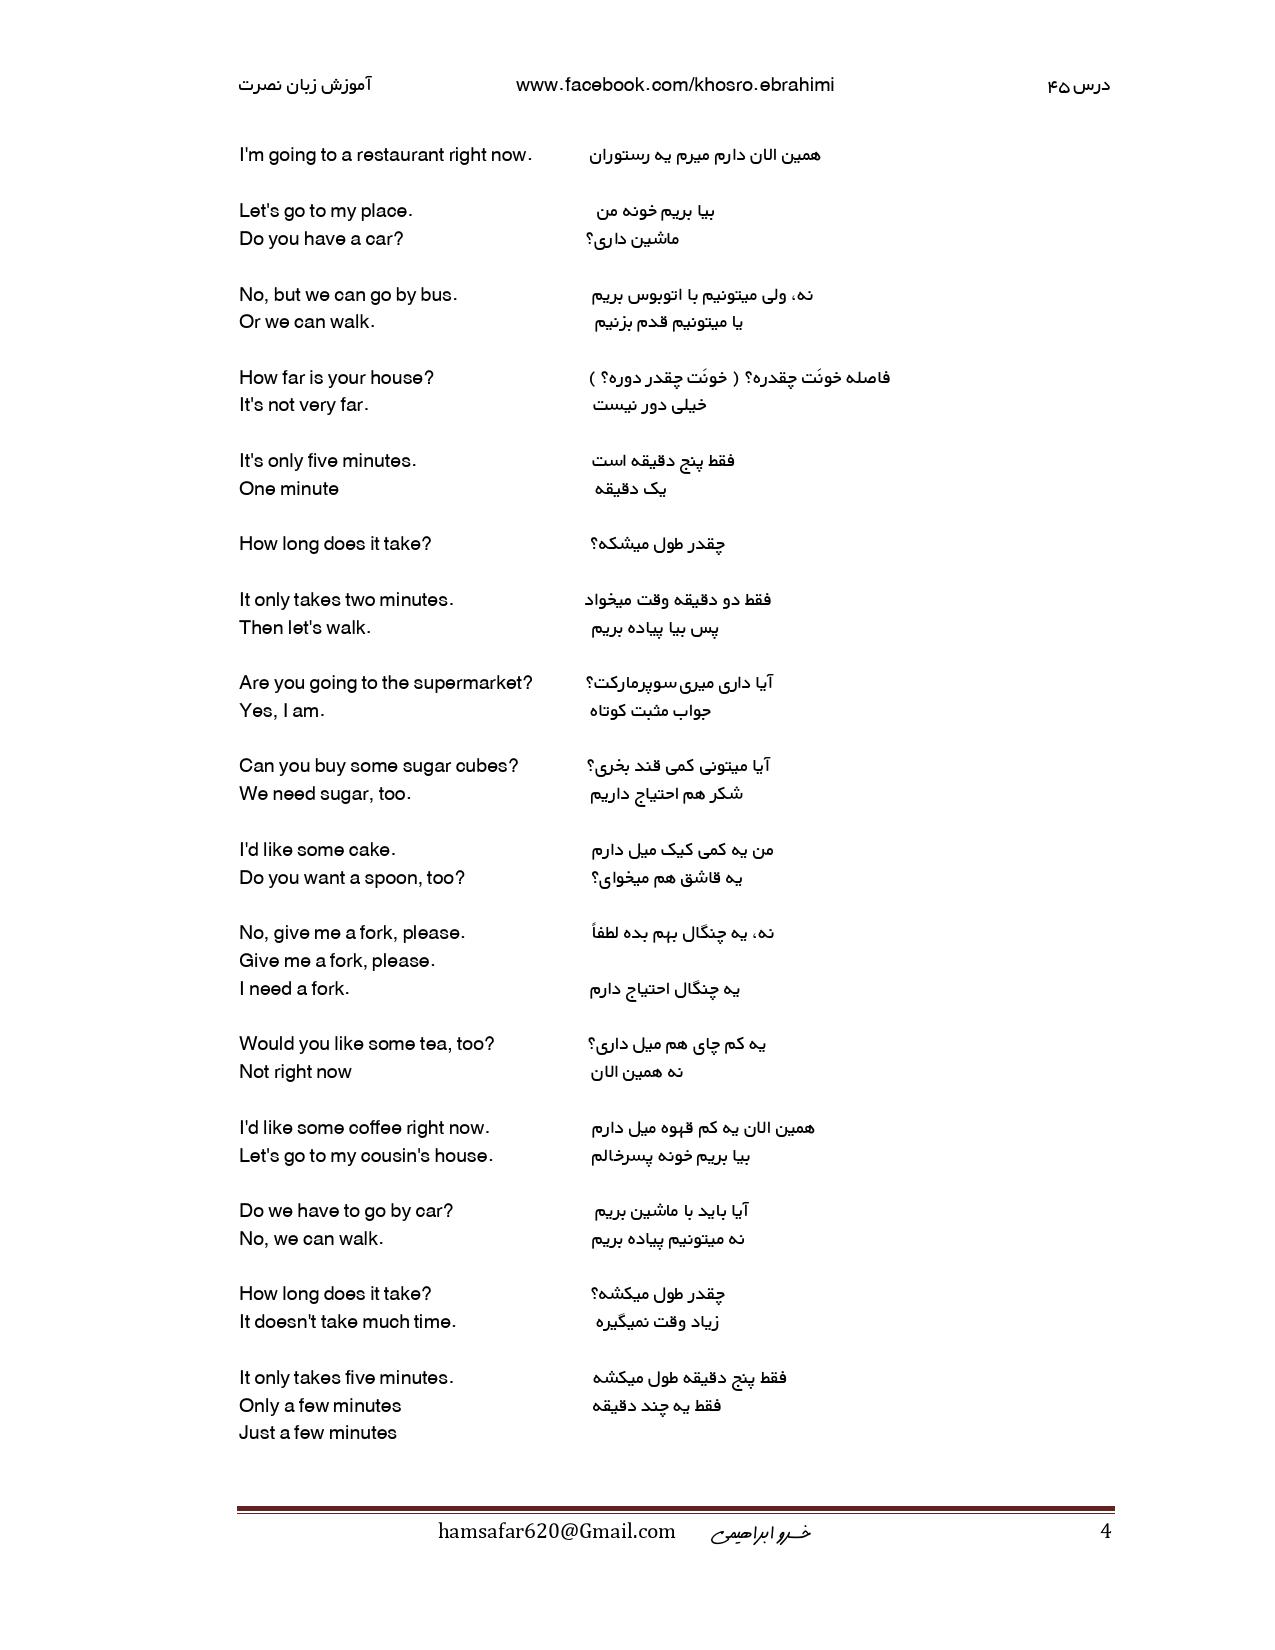 آموزش زبان نصرت www.facebook.com/khosro.ebrahimi درس ۴۵
I'm going to a restaurant right now. همین الان دارم میرم یه رستوران
Let's go to my place. بیا بریم خونه من
Do you have a car? ماشین داری؟
No, but we can go by bus. نه، ولی میتونیم با اتوبوس بریم
Or we can walk. یا میتونیم قدم بزنیم
How far is your house? فاصله خونَت چقدره؟ ( خونَت چقدر دوره؟ )
It's not very far. خیلی دور نیست
It's only five minutes. فقط پنج دقیقه است
One minute یک دقیقه
How long does it take? چقدر طول میشکه؟
It only takes two minutes. فقط دو دقیقه وقت میخواد
Then let's walk. پس بیا پیاده بریم
Are you going to the supermarket? آیا داری میری سوپرمارکت؟
Yes, I am. جواب مثبت کوتاه
Can you buy some sugar cubes? آیا میتونی کمی قند بخری؟
We need sugar, too. شکر هم احتیاج داریم
I'd like some cake. من یه کمی کیک میل دارم
Do you want a spoon, too? یه قاشق هم میخوای؟
No, give me a fork, please. نه، یه چنگال بهم بده لطفاً
Give me a fork, please.
I need a fork. یه چنگال احتیاج دارم
Would you like some tea, too? یه کم چای هم میل داری؟
Not right now نه همین الان
I'd like some coffee right now. همین الان یه کم قهوه میل دارم
Let's go to my cousin's house. بیا بریم خونه پسرخالم
Do we have to go by car? آیا باید با ماشین بریم
No, we can walk. نه میتونیم پیاده بریم
How long does it take? چقدر طول میکشه؟
It doesn't take much time. زیاد وقت نمیگیره
It only takes five minutes. فقط پنج دقیقه طول میکشه
Only a few minutes فقط یه چند دقیقه
Just a few minutes
hamsafar620@Gmail.com خسرو ابراهیمی 4